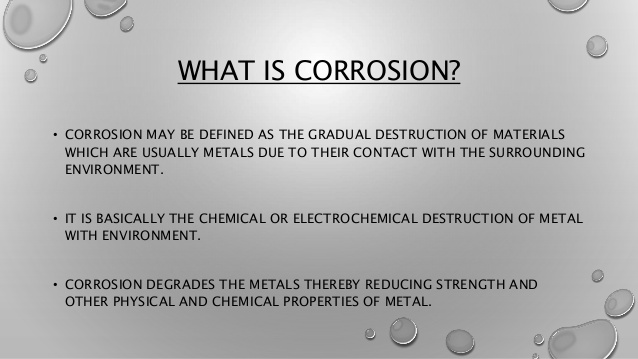 WHAT IS CORROSION?
• CORROSION MAY BE DEFINED AS THE GRADUAL DESTRUCTION OF MATERIALS
WHICH ARE USUALLY METALS DUE TO THEIR CONTACT WITH THE SURROUNDING
ENVIRONMENT.
• IT IS BASICALLY THE CHEMICAL OR ELECTROCHEMICAL DESTRUCTION OF METAL
WITH ENVIRONMENT.
• CORROSION DEGRADES THE METALS THEREBY REDUCING STRENGTH AND
OTHER PHYSICAL AND CHEMICAL PROPERTIES OF METAL.